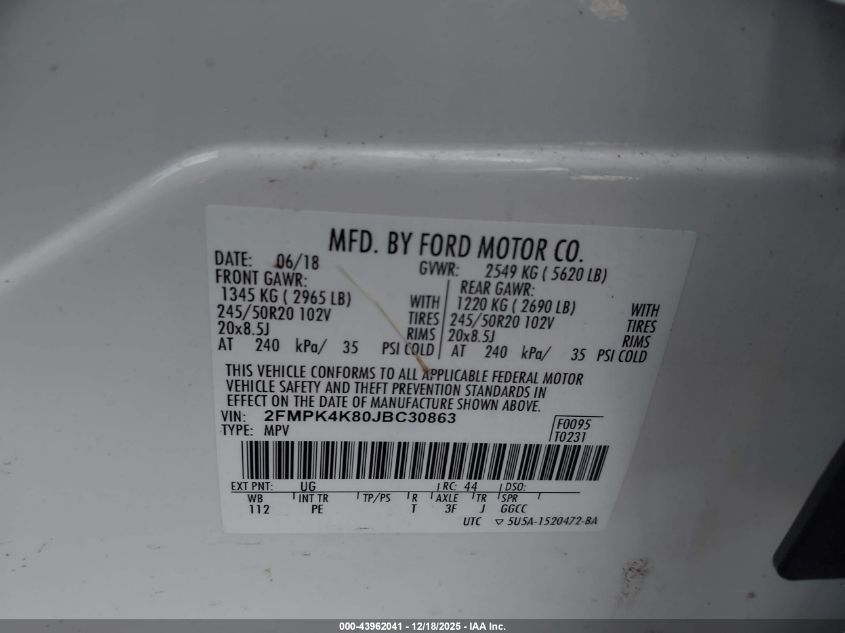 MFD. BY FORD MOTOR CO.
DATE: 06/18 GVWR: 2549 KG ( 5620 LB)
FRONT GAWR: REAR GAWR:
1345 KG ( 2965 LB) WITH 1220 KG ( 2690 LB) WITH
245/50R20 102V TIRES 245/50R20 102V TIRES
20x8.5J RIMS 20x8.5J RIMS
AT 240 kPa/ 35 PSI COLD AT 240 kPa/ 35 PSI COLD
THIS VEHICLE CONFORMS TO ALL APPLICABLE FEDERAL MOTOR
VEHICLE SAFETY AND THEFT PREVENTION STANDARDS IN
EFFECT ON THE DATE OF MANUFACTURE SHOWN ABOVE.
VIN: 2FMPK4K80JBC30863 F0095
TYPE: MPV T0231
EXT PNT: UG RC: 44 DSO:
WB INT TR TP/PS R AXLE TR SPR
112 PE T 3F J GGCC
UTC ▽ 5U5A-1520472-BA
000-43962041 - 12/18/2025 - IAA Inc.